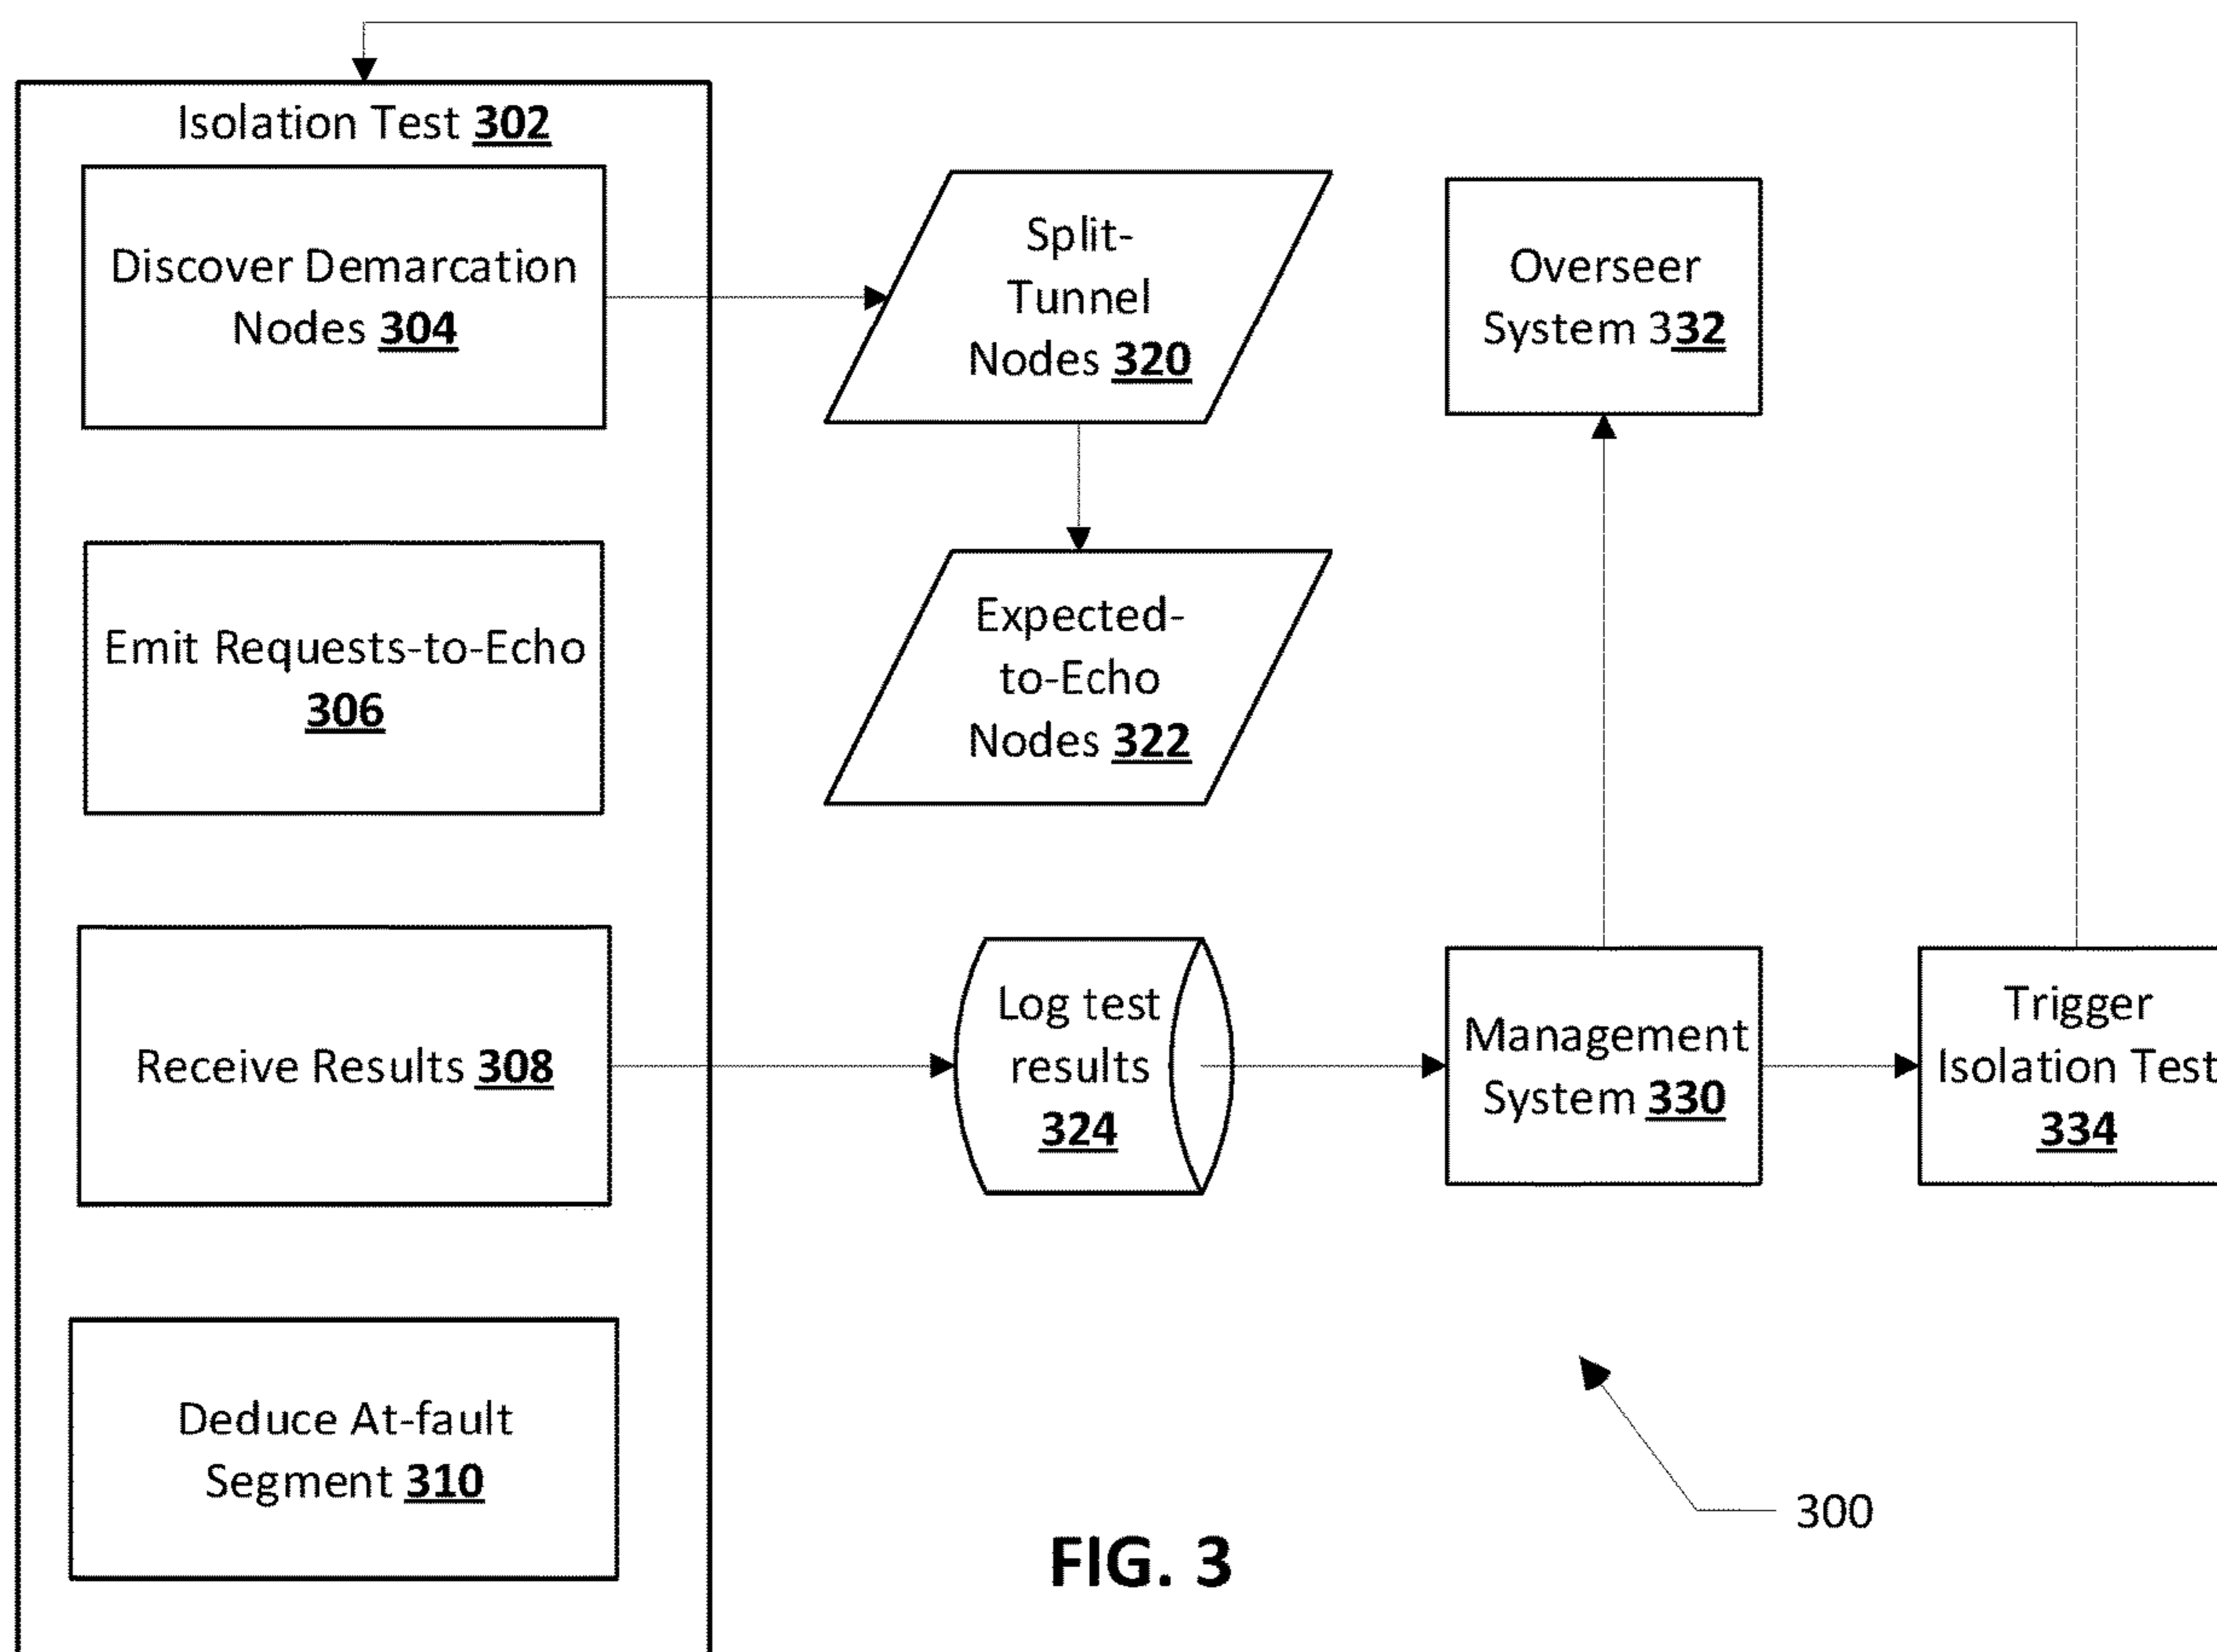 Isolation Test 302
Discover Demarcation
Nodes 304
Emit Requests-to-Echo
306
Receive Results 308
Deduce At-fault
Segment 310
Split-
Tunnel
Nodes 320
Expected-
to-Echo
Nodes 322
Log test
results
324
Overseer
System 332
Management
System 330
Trigger
Isolation Test
334
300
FIG. 3